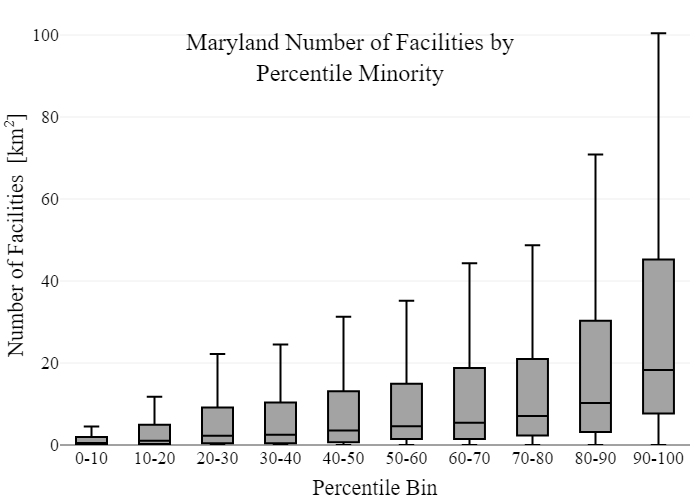 Maryland Number of Facilities by
Percentile Minority
Number of Facilities [km²]
100
80
60
40
20
0
0-10 10-20 20-30 30-40 40-50 50-60 60-70 70-80 80-90 90-100
Percentile Bin